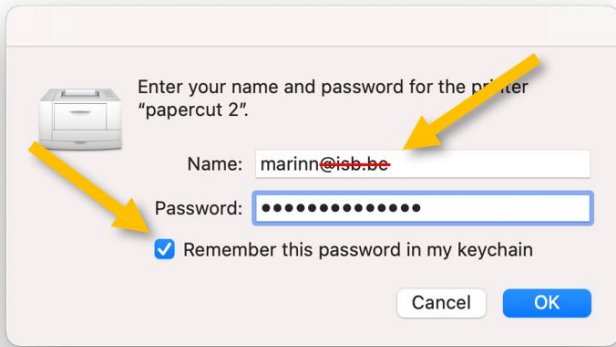 Enter your name and password for the printer
“papercut 2”.
Name: marinn@isb.be
Password: ••••••••••••••
Remember this password in my keychain
Cancel OK